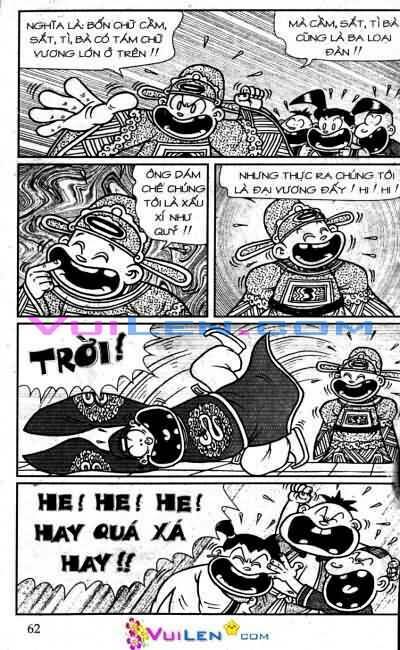 NGHĨA LÀ: BỐN CHỮ CẦM,
SẮT, TÌ, BÀ CÓ TÁM CHỮ
VƯƠNG LỚN Ở TRÊN !!
MÀ CẦM, SẮT, TÌ BÀ
CŨNG LÀ BA LOẠI
ĐÀN !!
ÔNG DÁM
CHÊ CHÚNG
TÔI LÀ XẤU
XÍ NHƯ
QUỶ !!
NHƯNG THỰC RA CHÚNG TÔI
LÀ ĐẠI VƯƠNG ĐẤY ! HI ! HI !
VUILEN.COM
TRỜI!
HE! HE! HE!
HAY QUÁ XÁ
HAY!!
62
VUILEN COM